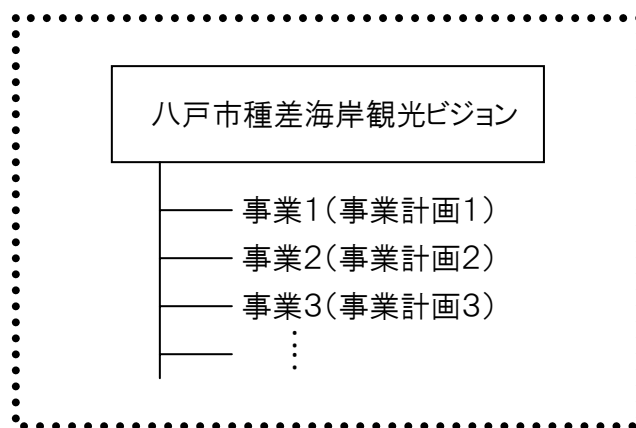 八戸市種差海岸観光ビジョン
事業1(事業計画1)
事業2(事業計画2)
事業3(事業計画3)
⋮